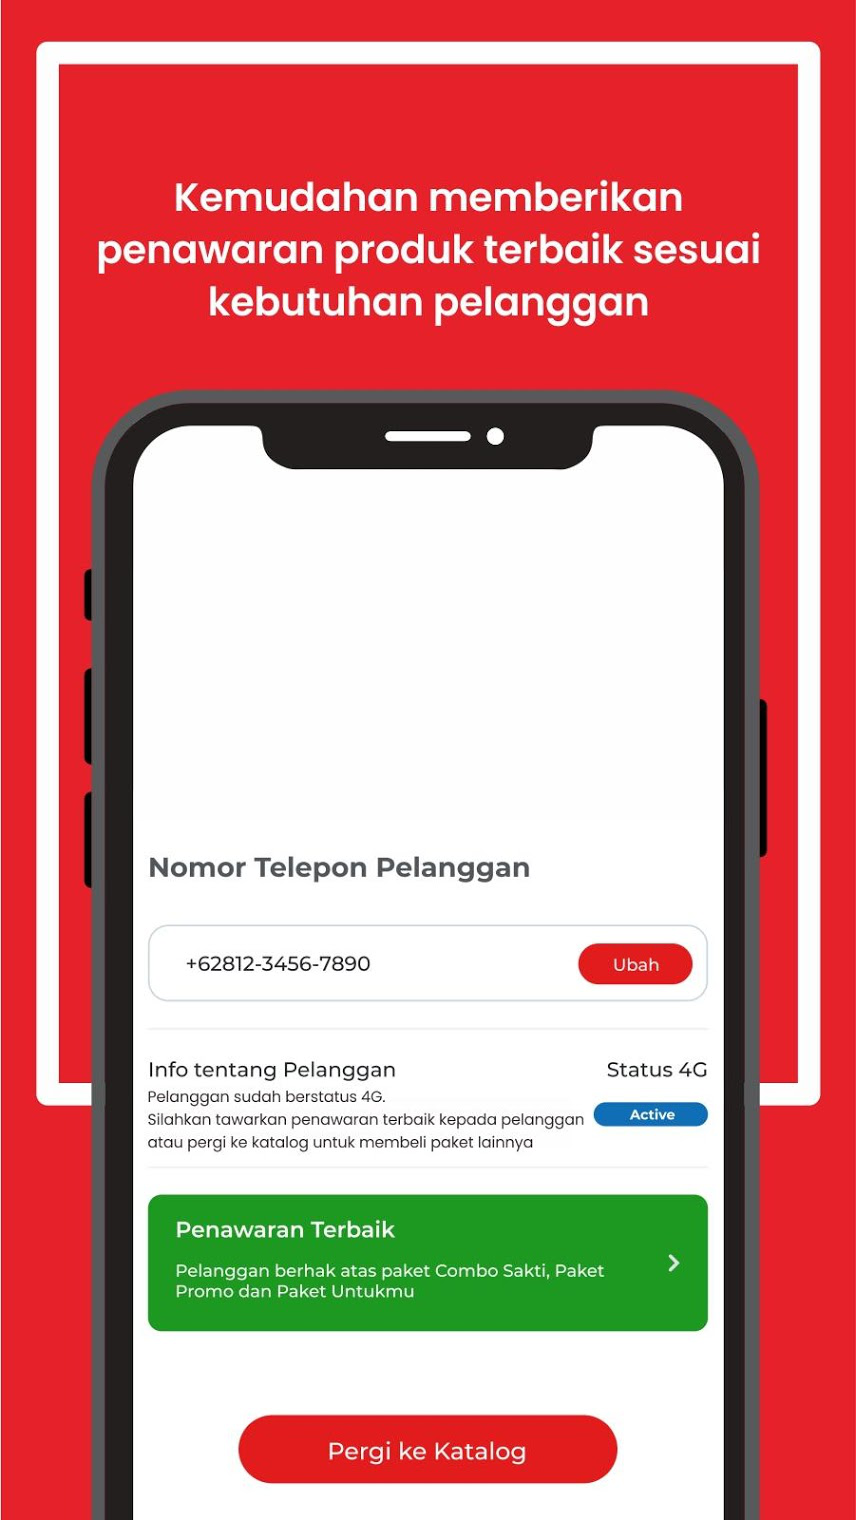 Kemudahan memberikan
penawaran produk terbaik sesuai
kebutuhan pelanggan
Nomor Telepon Pelanggan
+62812-3456-7890
Ubah
Info tentang Pelanggan
Status 4G
Pelanggan sudah berstatus 4G.
Silahkan tawarkan penawaran terbaik kepada pelanggan
atau pergi ke katalog untuk membeli paket lainnya
Active
Penawaran Terbaik
Pelanggan berhak atas paket Combo Sakti, Paket
Promo dan Paket Untukmu
Pergi ke Katalog